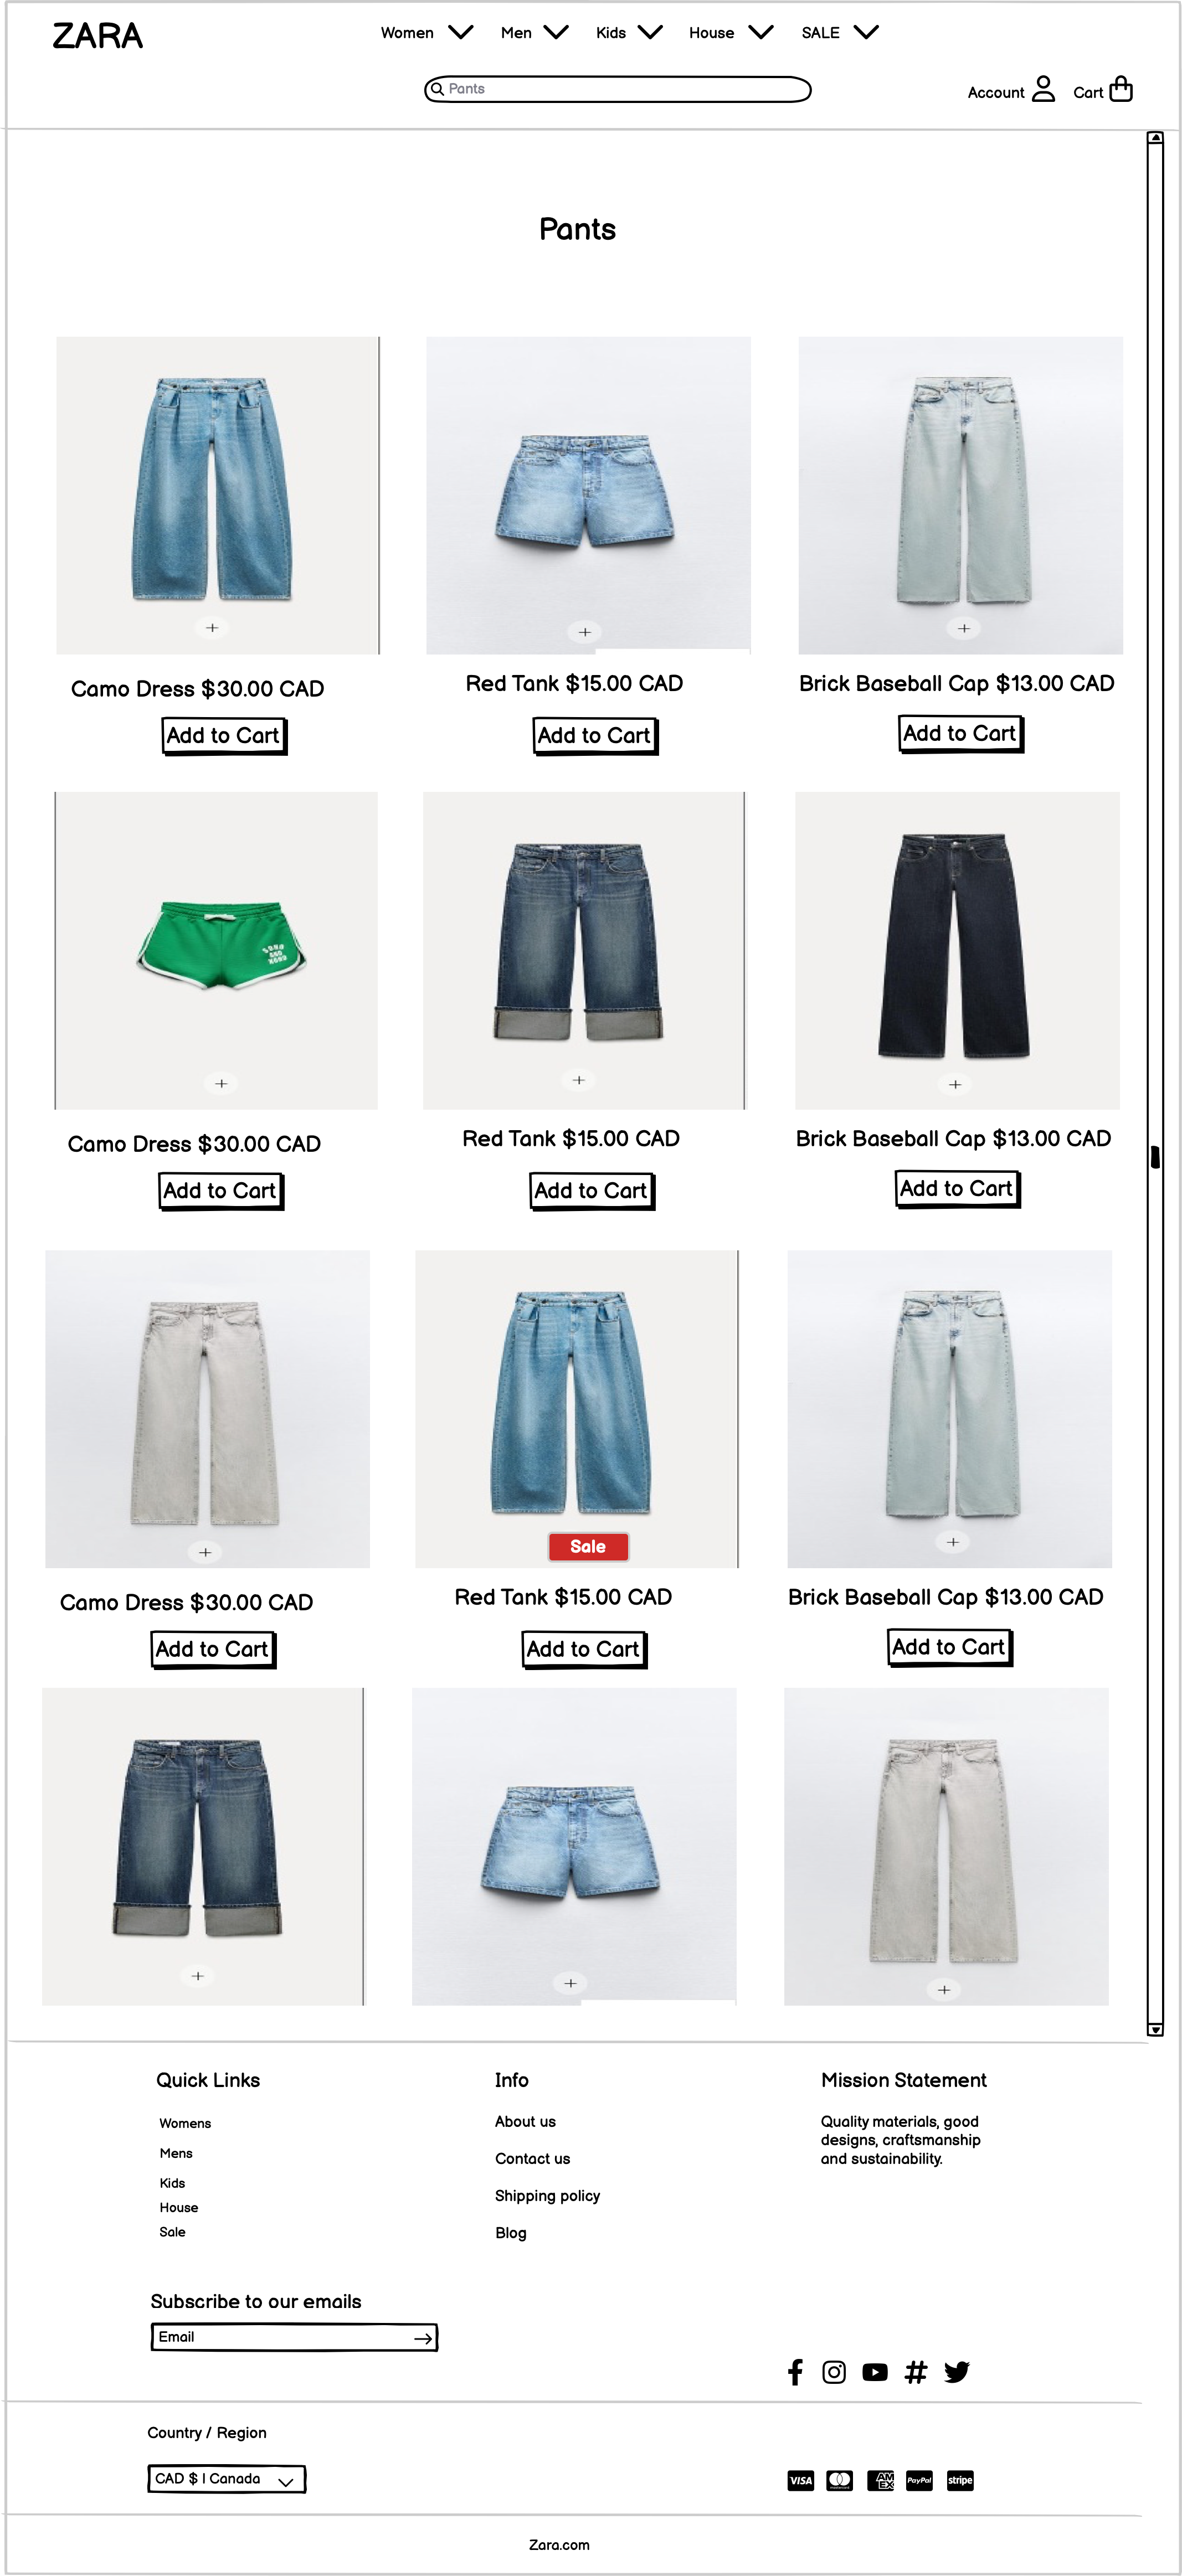 ZARA
Women Men Kids House SALE
Pants
Account Cart
Pants
Camo Dress $30.00 CAD
Red Tank $15.00 CAD
Brick Baseball Cap $13.00 CAD
Add to Cart
Add to Cart
Add to Cart
Camo Dress $30.00 CAD
Red Tank $15.00 CAD
Brick Baseball Cap $13.00 CAD
Add to Cart
Add to Cart
Add to Cart
Sale
Camo Dress $30.00 CAD
Red Tank $15.00 CAD
Brick Baseball Cap $13.00 CAD
Add to Cart
Add to Cart
Add to Cart
Quick Links
Womens
Mens
Kids
House
Sale
Info
About us
Contact us
Shipping policy
Blog
Mission Statement
Quality materials, good
designs, craftsmanship
and sustainability.
Subscribe to our emails
Email
Country / Region
CAD $ | Canada
VISA
AM
EX
PayPal
stripe
Zara.com